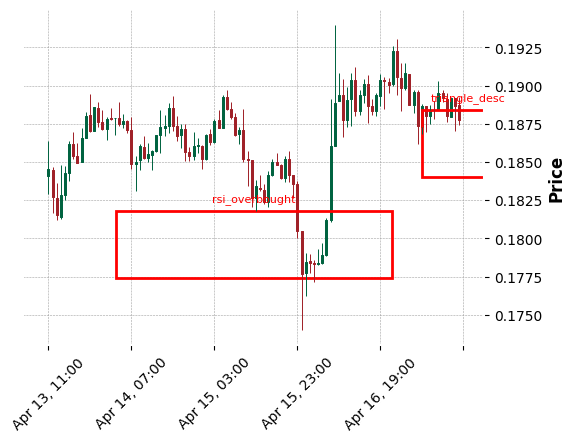 0.1925
0.1900
0.1875
0.1850
0.1825
0.1800
0.1775
0.1750
Price
rsi_overbought
triangle_desc
Apr 13, 11:00
Apr 14, 07:00
Apr 15, 03:00
Apr 15, 23:00
Apr 16, 19:00